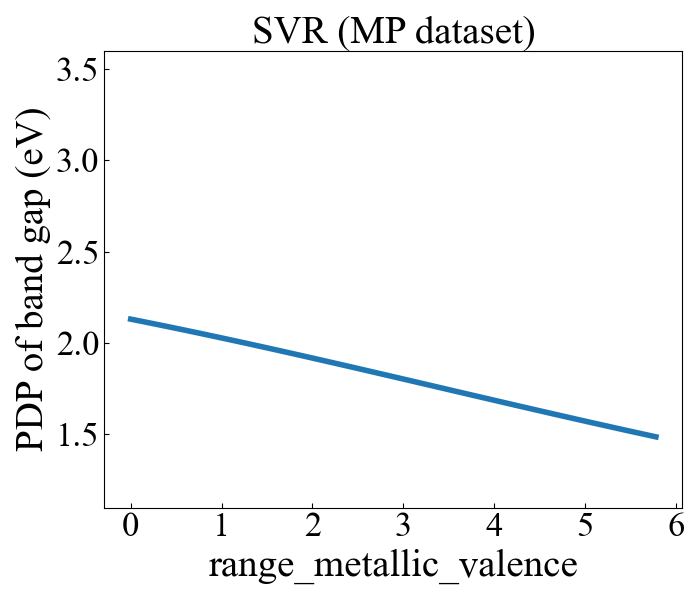 SVR (MP dataset)
PDP of band gap (eV)
3.5
3.0
2.5
2.0
1.5
0 1 2 3 4 5 6
range_metallic_valence